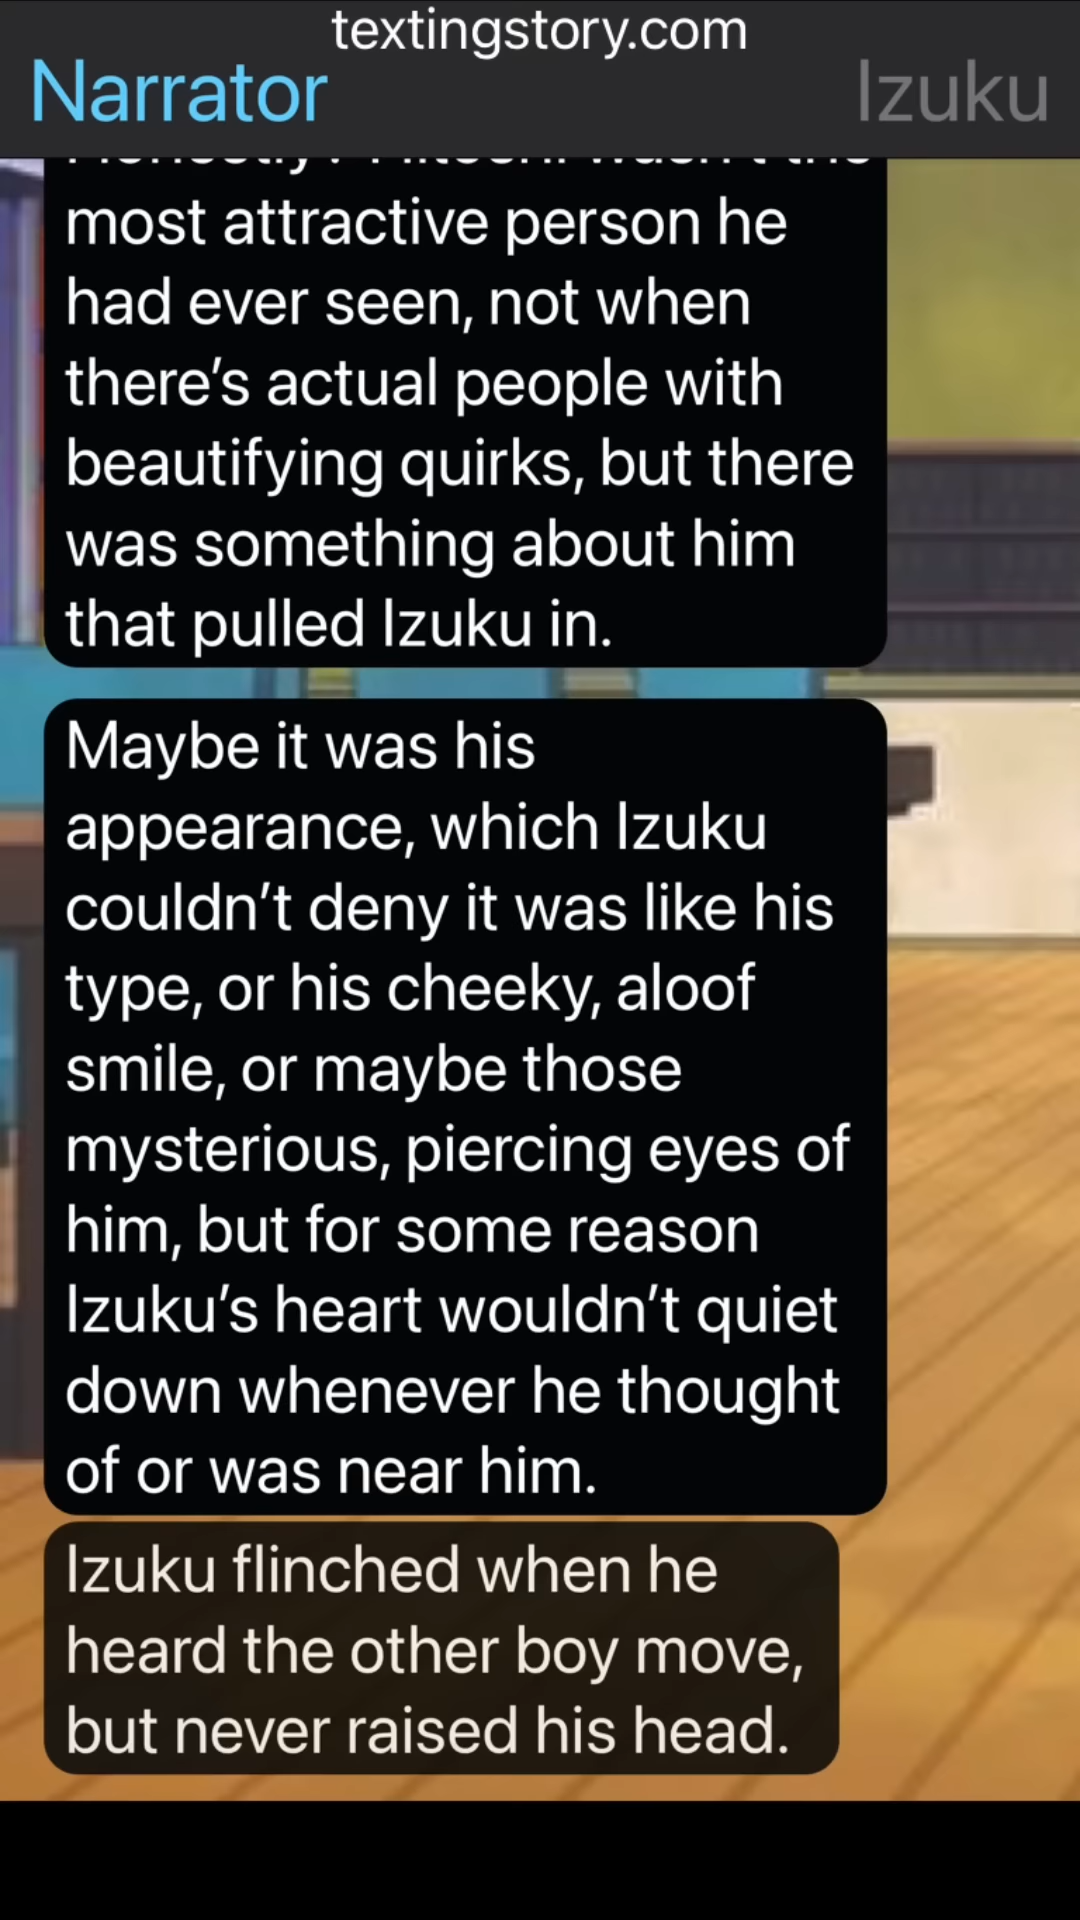 textingstory.com
Narrator
Izuku
wasn't the
most attractive person he
had ever seen, not when
there's actual people with
beautifying quirks, but there
was something about him
that pulled Izuku in.
Maybe it was his
appearance, which Izuku
couldn't deny it was like his
type, or his cheeky, aloof
smile, or maybe those
mysterious, piercing eyes of
him, but for some reason
Izuku's heart wouldn't quiet
down whenever he thought
of or was near him.
Izuku flinched when he
heard the other boy move,
but never raised his head.